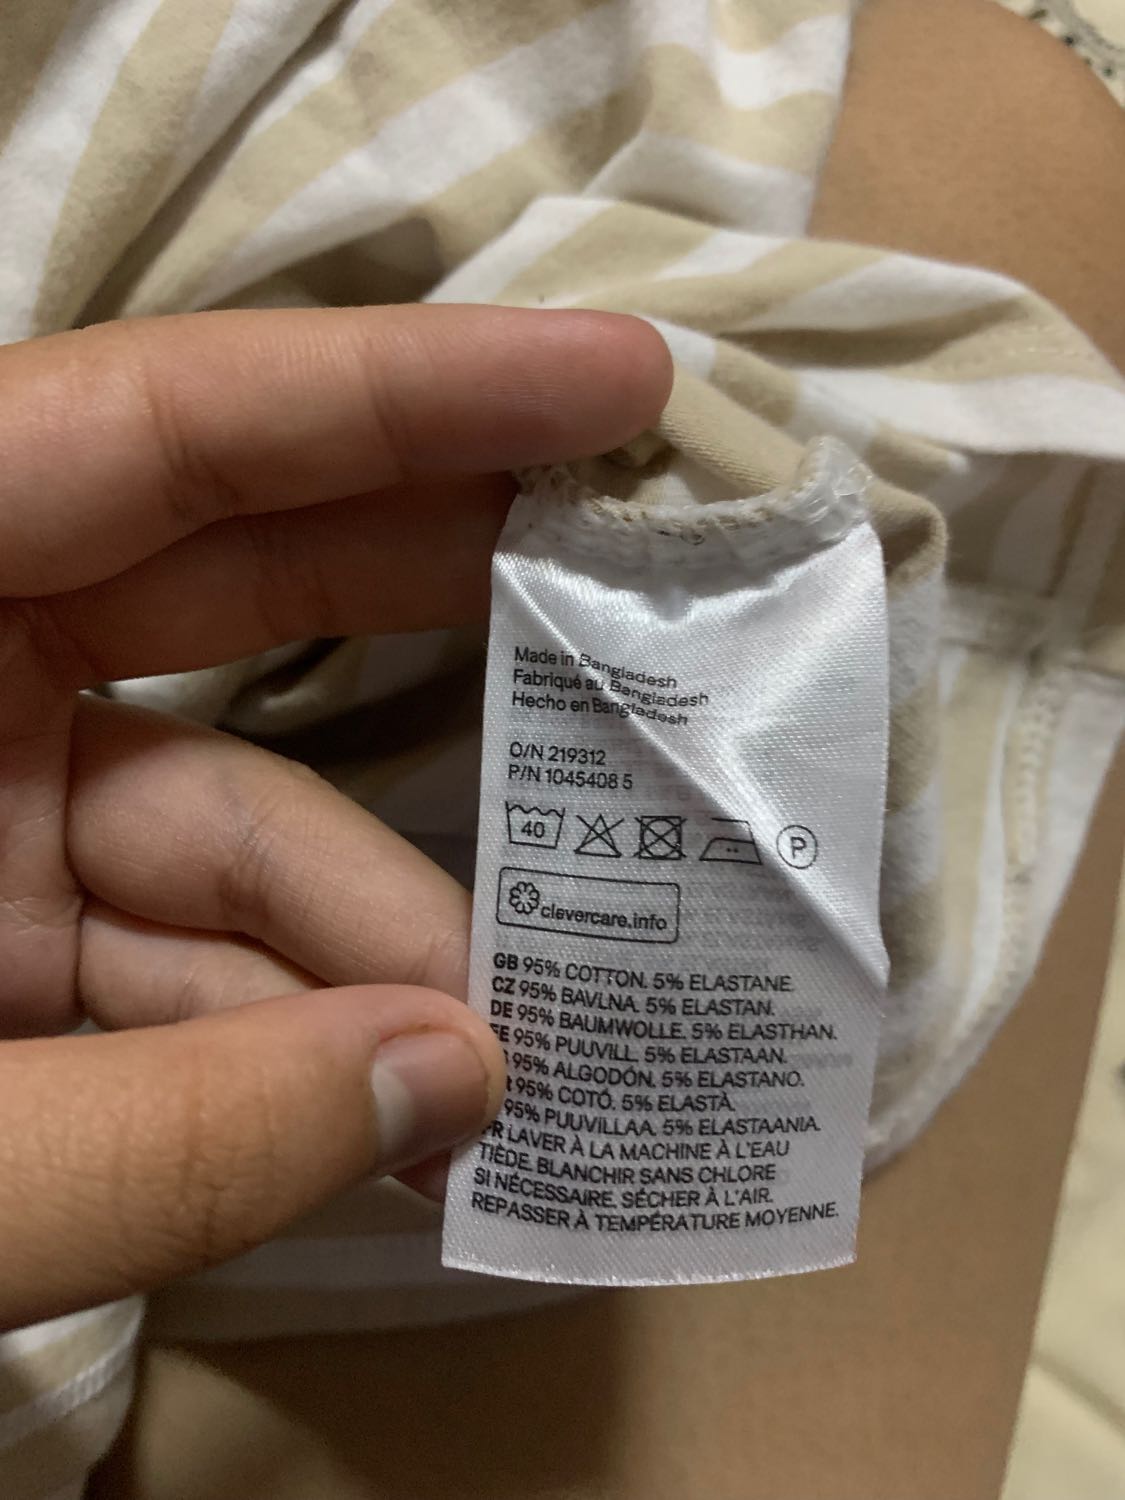 Made in Bangladesh
Fabriqué au Bangladesh
Hecho en Bangladesh
O/N 219312
P/N 1045408 5
40
P
clevercare.info
GB 95% COTTON. 5% ELASTANE.
CZ 95% BAVLNA. 5% ELASTAN.
DE 95% BAUMWOLLE. 5% ELASTHAN.
EE 95% PUUVILL. 5% ELASTAAN.
95% ALGODÓN. 5% ELASTANO.
95% COTÓ. 5% ELASTÀ.
95% PUUVILLAA. 5% ELASTAANIA.
FR LAVER À LA MACHINE À L'EAU
TIÈDE. BLANCHIR SANS CHLORE
SI NÉCESSAIRE. SÉCHER À L'AIR.
REPASSER À TEMPÉRATURE MOYENNE.